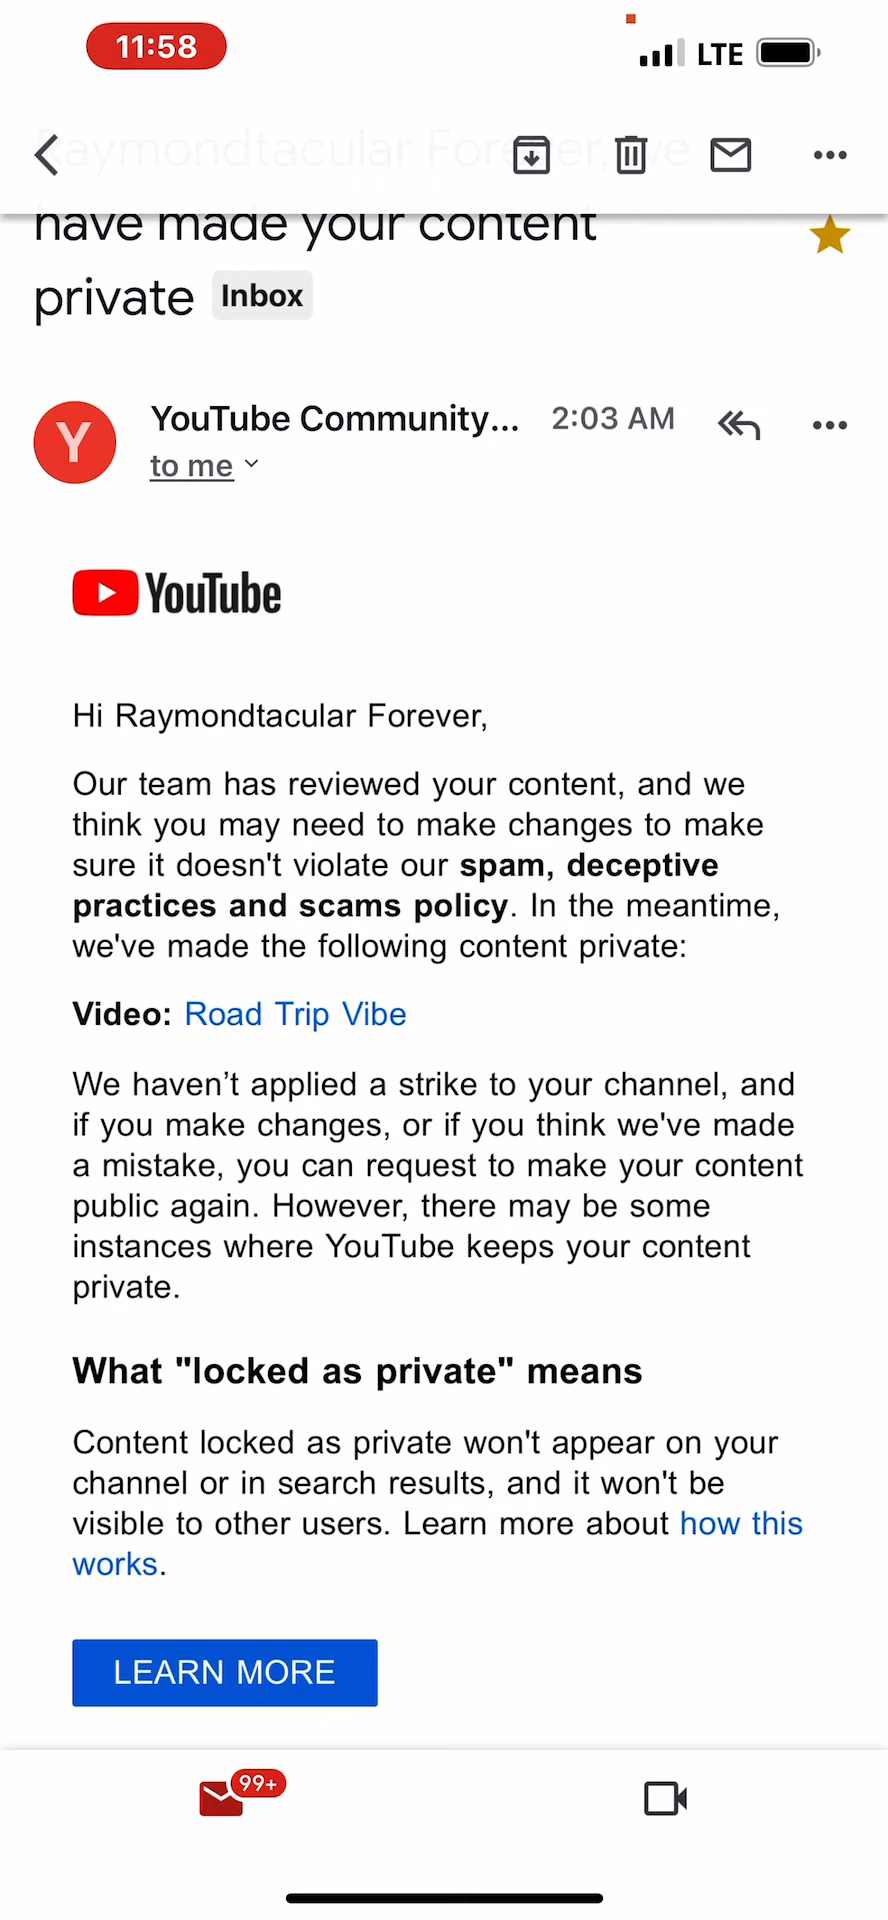 11:58
LTE
Raymondtacular Forever, we
have made your content
private Inbox
Y
YouTube Community... 2:03 AM
to me
YouTube
Hi Raymondtacular Forever,
Our team has reviewed your content, and we
think you may need to make changes to make
sure it doesn't violate our spam, deceptive
practices and scams policy. In the meantime,
we've made the following content private:
Video: Road Trip Vibe
We haven’t applied a strike to your channel, and
if you make changes, or if you think we've made
a mistake, you can request to make your content
public again. However, there may be some
instances where YouTube keeps your content
private.
What "locked as private" means
Content locked as private won't appear on your
channel or in search results, and it won't be
visible to other users. Learn more about how this
works.
LEARN MORE
99+